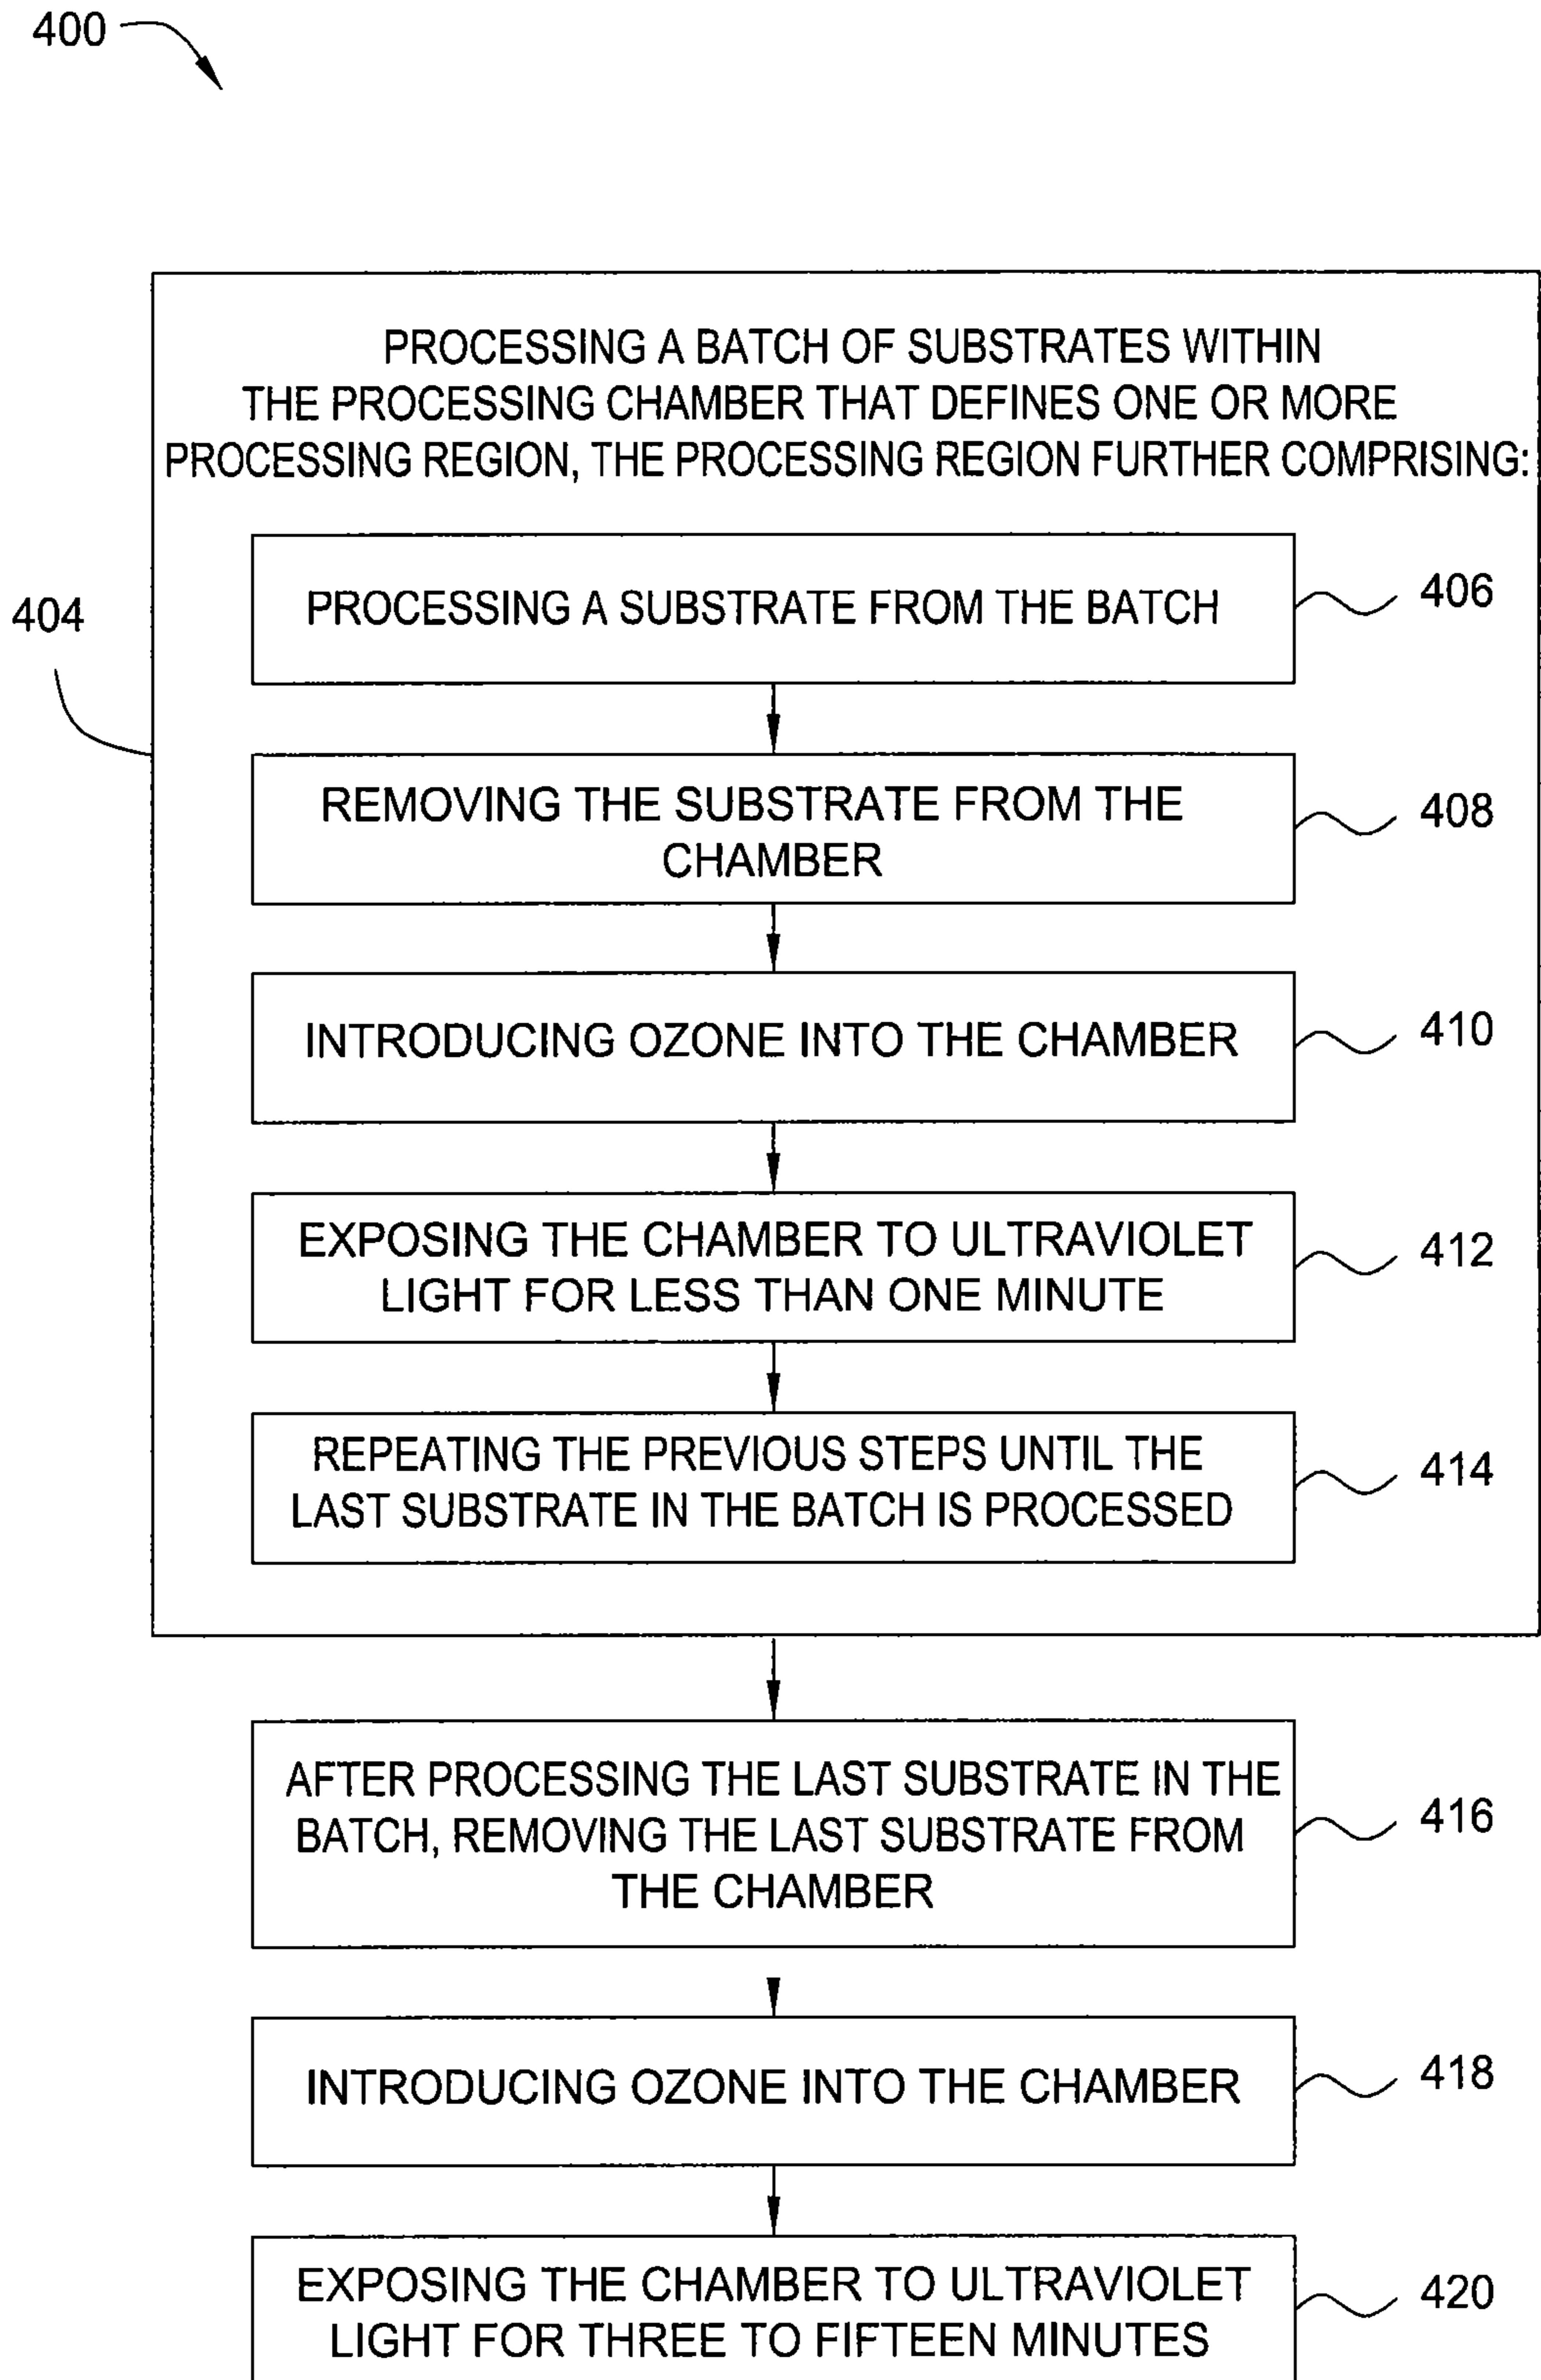 400
PROCESSING A BATCH OF SUBSTRATES WITHIN
THE PROCESSING CHAMBER THAT DEFINES ONE OR MORE
PROCESSING REGION, THE PROCESSING REGION FURTHER COMPRISING:
404
PROCESSING A SUBSTRATE FROM THE BATCH
406
REMOVING THE SUBSTRATE FROM THE
CHAMBER
408
INTRODUCING OZONE INTO THE CHAMBER
410
EXPOSING THE CHAMBER TO ULTRAVIOLET
LIGHT FOR LESS THAN ONE MINUTE
412
REPEATING THE PREVIOUS STEPS UNTIL THE
LAST SUBSTRATE IN THE BATCH IS PROCESSED
414
AFTER PROCESSING THE LAST SUBSTRATE IN THE
BATCH, REMOVING THE LAST SUBSTRATE FROM
THE CHAMBER
416
INTRODUCING OZONE INTO THE CHAMBER
418
EXPOSING THE CHAMBER TO ULTRAVIOLET
LIGHT FOR THREE TO FIFTEEN MINUTES
420